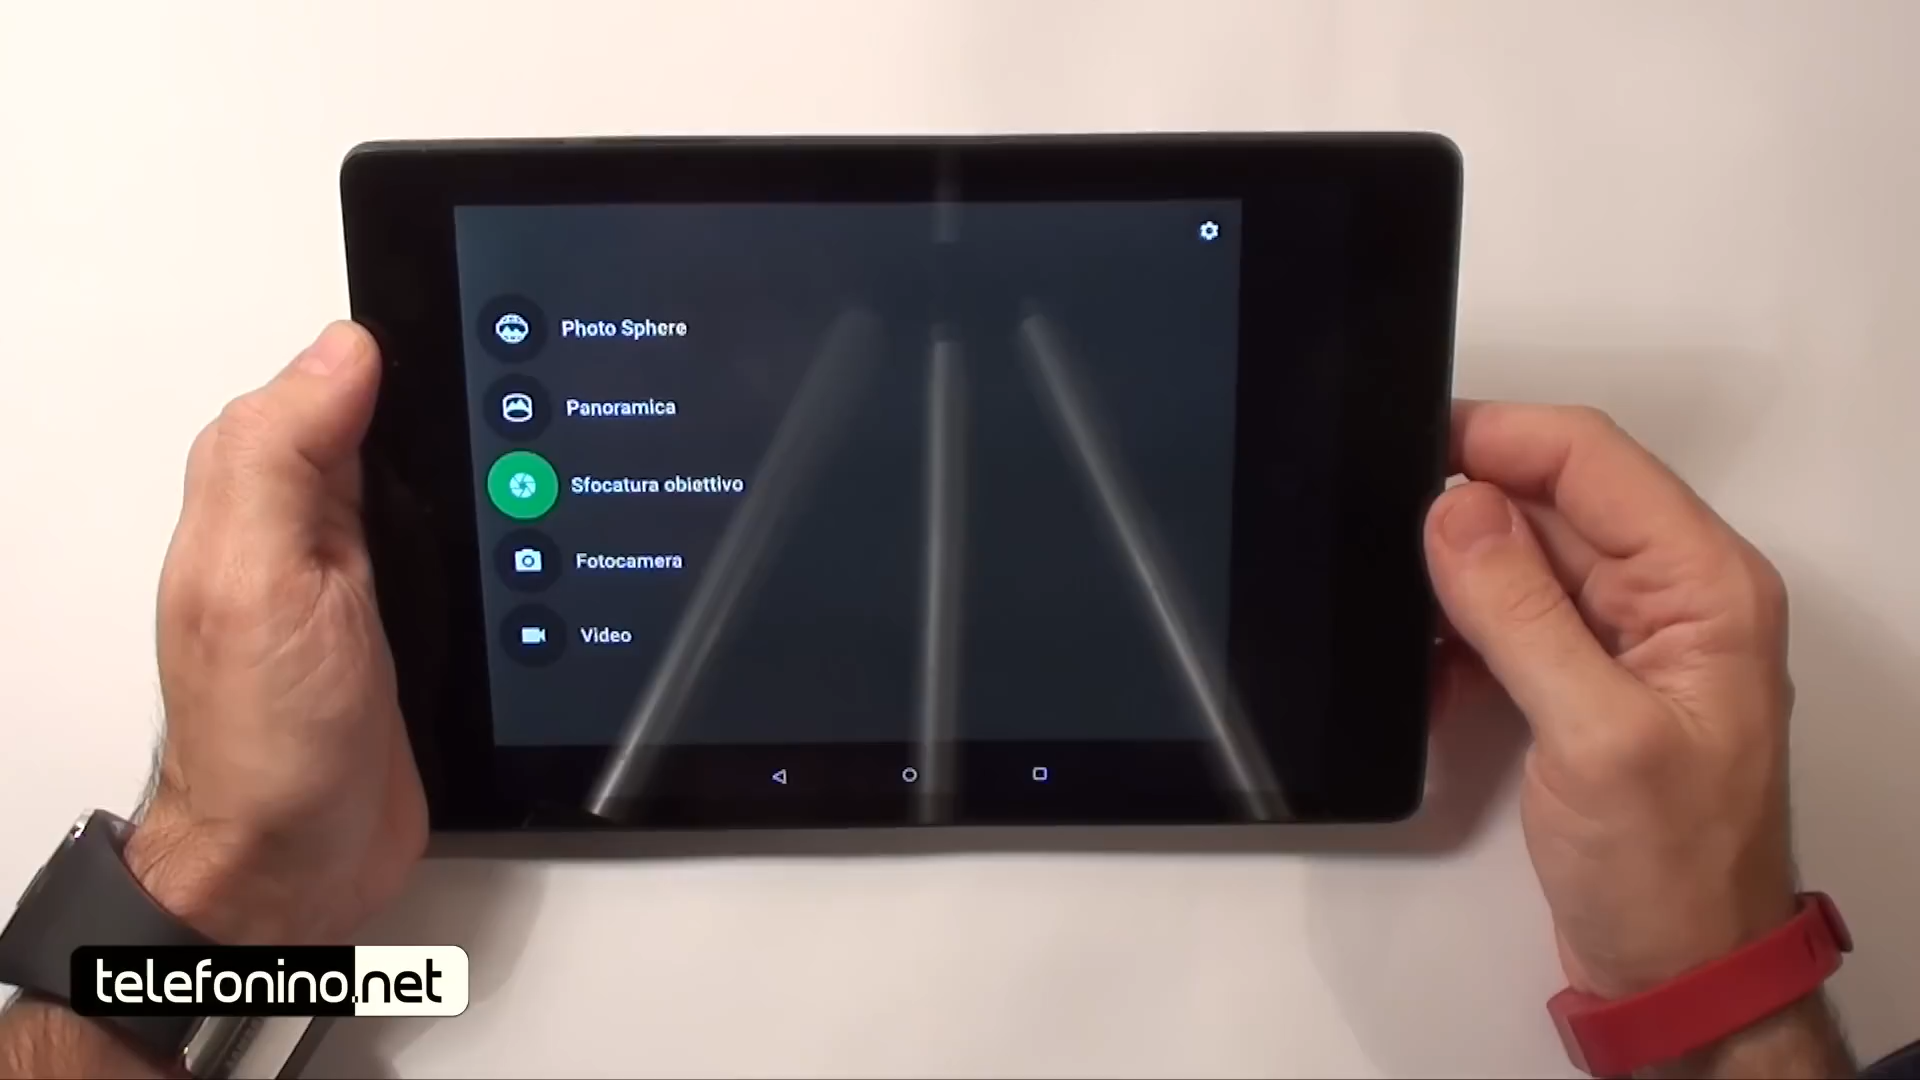 Photo Sphere
Panoramica
Sfocatura obiettivo
Fotocamera
Video
telefonino.net